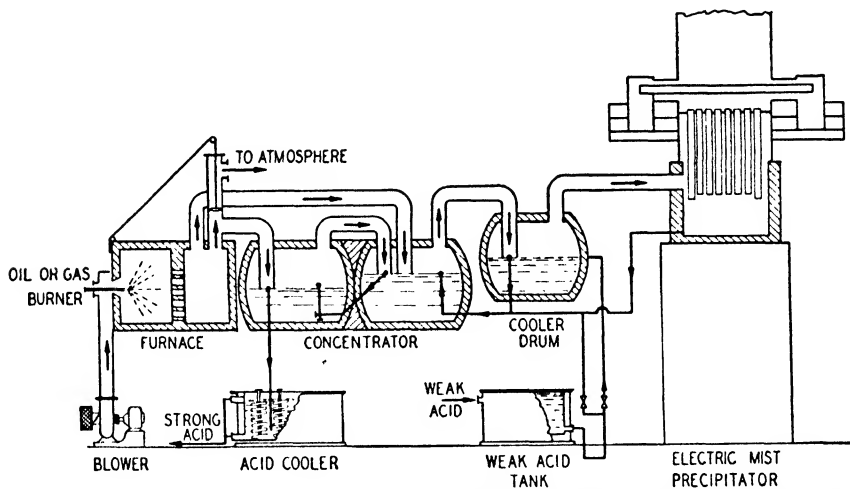 TO ATMOSPHERE
OIL OR GAS
BURNER
FURNACE
CONCENTRATOR
COOLER
DRUM
STRONG
ACID
WEAK
ACID
BLOWER
ACID COOLER
WEAK ACID
TANK
ELECTRIC MIST
PRECIPITATOR